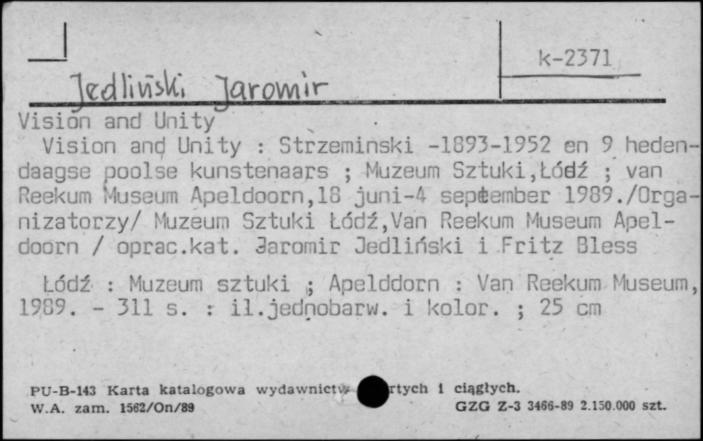 k-2371
Jedliński Jaromir
Vision and Unity
Vision and Unity : Strzeminski -1893-1952 en 9 heden-
daagse poolse kunstenaars ; Muzeum Sztuki,Łódź ; van
Reekum Museum Apeldoorn,18 juni-4 september 1989./Orga-
nizatorzy/ Muzeum Sztuki Łódź,Van Reekum Museum Apel-
doorn / oprac.kat. Jaromir Jedliński i Fritz Bless
Łódź : Muzeum sztuki ; Apelddorn : Van Reekum Museum,
1989. - 311 s. : il.jednobarw. i kolor. ; 25 cm
PU-B-143 Karta katalogowa wydawnictw rtych i ciągłych.
W.A. zam. 1562/On/89 GZG Z-3 3466-89 2.150.000 szt.